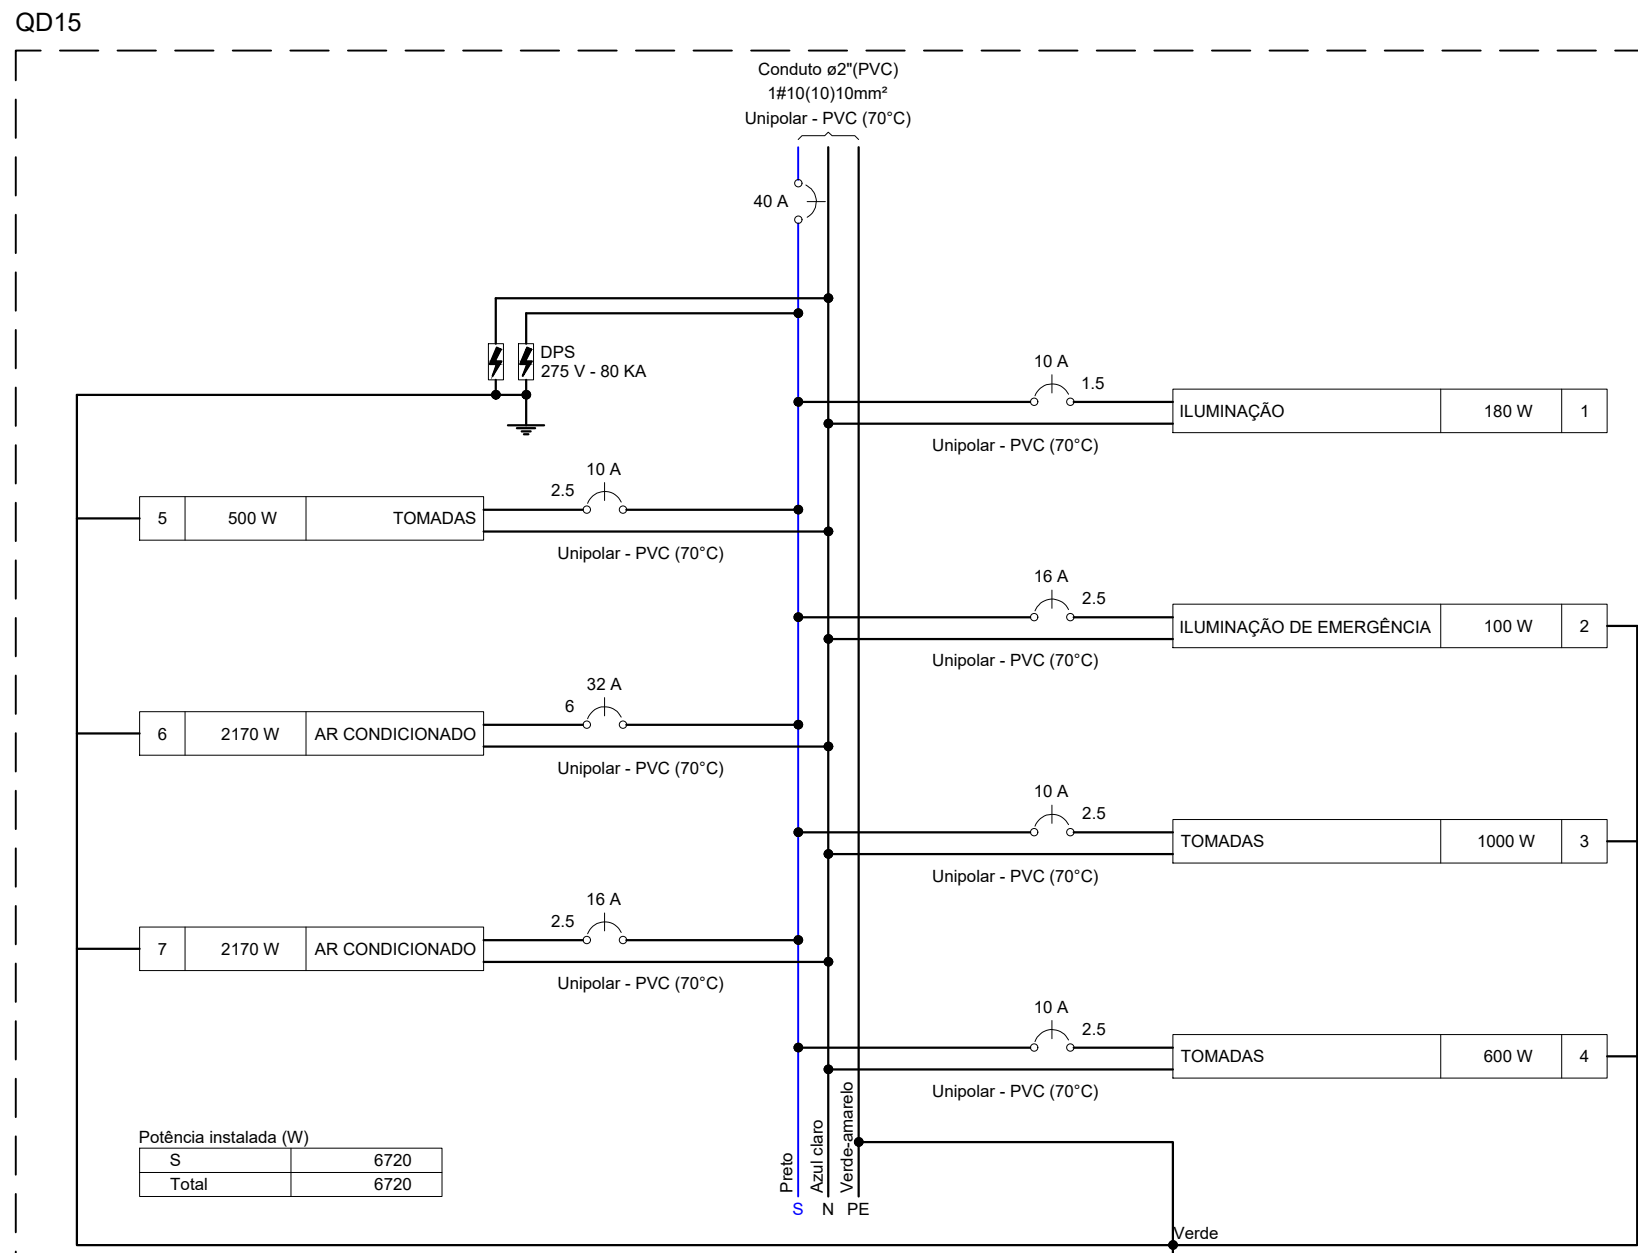 QD15
Conduto ø2"(PVC)
1#10(10)10mm²
Unipolar - PVC (70°C)
40 A
DPS
275 V - 80 KA
10 A
1.5
ILUMINAÇÃO 180 W 1
Unipolar - PVC (70°C)
10 A
2.5
5 500 W TOMADAS
Unipolar - PVC (70°C)
16 A
2.5
ILUMINAÇÃO DE EMERGÊNCIA 100 W 2
Unipolar - PVC (70°C)
32 A
6
6 2170 W AR CONDICIONADO
Unipolar - PVC (70°C)
10 A
2.5
TOMADAS 1000 W 3
Unipolar - PVC (70°C)
16 A
2.5
7 2170 W AR CONDICIONADO
Unipolar - PVC (70°C)
10 A
2.5
TOMADAS 600 W 4
Unipolar - PVC (70°C)
Potência instalada (W)
S 6720
Total 6720
Preto
Azul claro
Verde-amarelo
S N PE
Verde